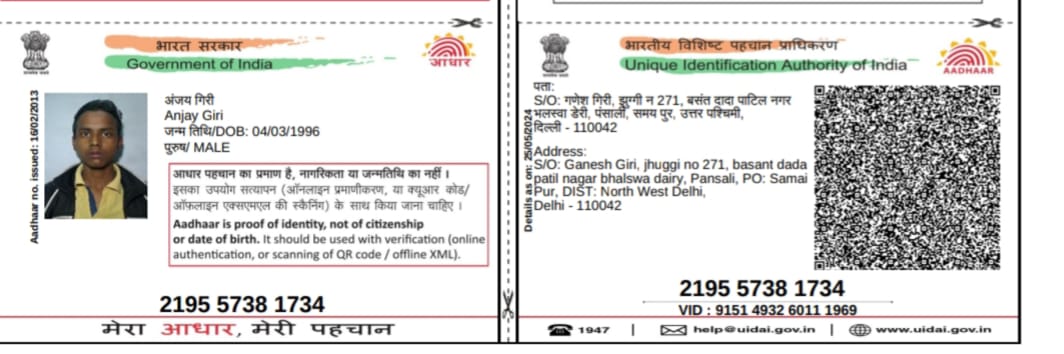 भारत सरकार
Government of India
आधार
Aadhaar no. issued: 16/02/2013
अंजय गिरी
Anjay Giri
जन्म तिथि/DOB: 04/03/1996
पुरुष/ MALE
आधार पहचान का प्रमाण है, नागरिकता या जन्मतिथि का नहीं ।
इसका उपयोग सत्यापन (ऑनलाइन प्रमाणीकरण, या क्यूआर कोड/
ऑफलाइन एक्सएमएल की स्कैनिंग) के साथ किया जाना चाहिए ।
Aadhaar is proof of identity, not of citizenship
or date of birth. It should be used with verification (online
authentication, or scanning of QR code / offline XML).
2195 5738 1734
मेरा आधार, मेरी पहचान
भारतीय विशिष्ट पहचान प्राधिकरण
Unique Identification Authority of India
AADHAAR
Details as on: 25/05/2024
पता:
S/O: गणेश गिरी, झुग्गी न 271, बसंत दादा पाटिल नगर
भलस्वा डेरी, पंसाली, समय पुर, उत्तर पश्चिमी,
दिल्ली - 110042
Address:
S/O: Ganesh Giri, jhuggi no 271, basant dada
patil nagar bhalswa dairy, Pansali, PO: Samai
Pur, DIST: North West Delhi,
Delhi - 110042
2195 5738 1734
VID : 9151 4932 6011 1969
1947 | help@uidai.gov.in | www.uidai.gov.in